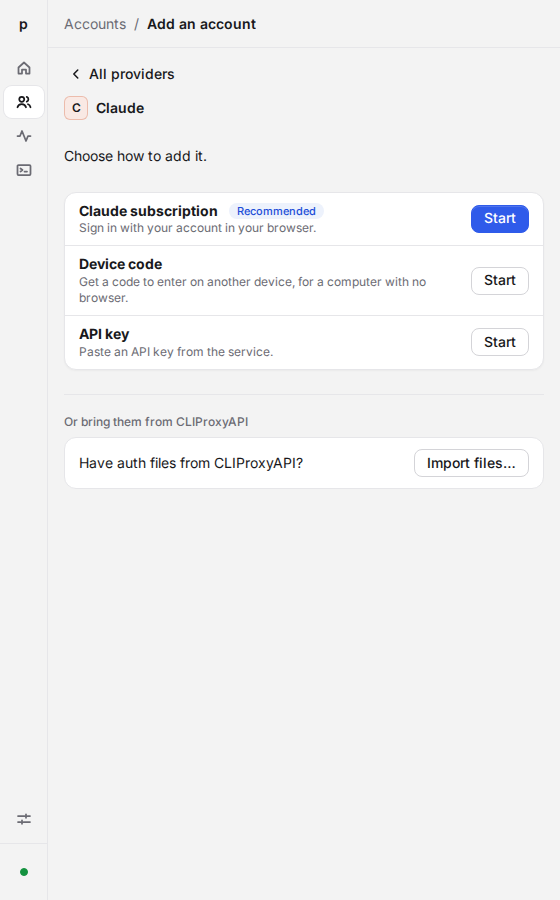 p
Accounts / Add an account
All providers
C Claude
Choose how to add it.
Claude subscription Recommended
Sign in with your account in your browser.
Start
Device code
Get a code to enter on another device, for a computer with no
browser.
Start
API key
Paste an API key from the service.
Start
Or bring them from CLIProxyAPI
Have auth files from CLIProxyAPI?
Import files...